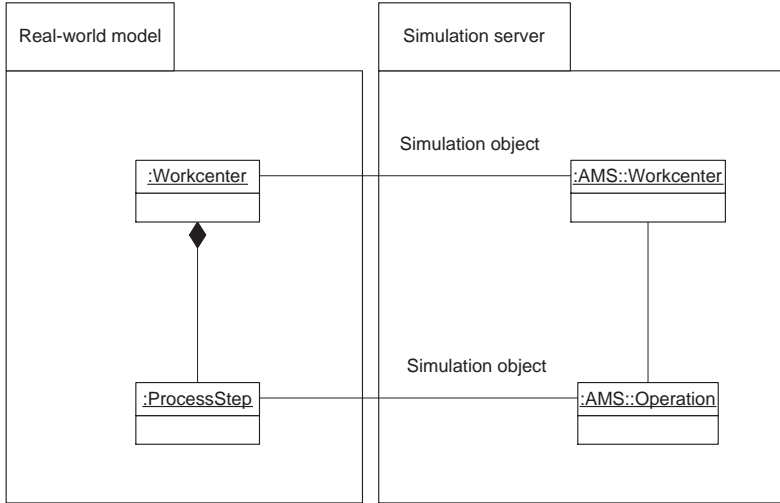 Real-world model
Simulation server
Simulation object
:Workcenter
:AMS::Workcenter
Simulation object
:ProcessStep
:AMS::Operation